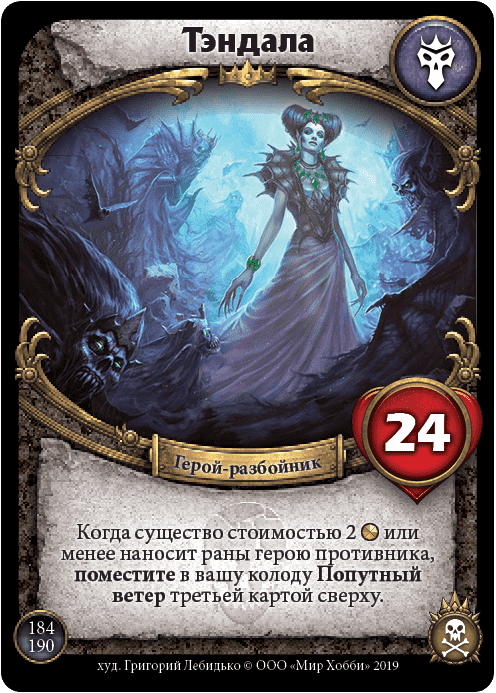 Тэндала
24
Герой-разбойник
Когда существо стоимостью 2 или
менее наносит раны герою противника,
поместите в вашу колоду Попутный
ветер третьей картой сверху.
184
190
худ. Григорий Лебидько © ООО «Мир Хобби» 2019